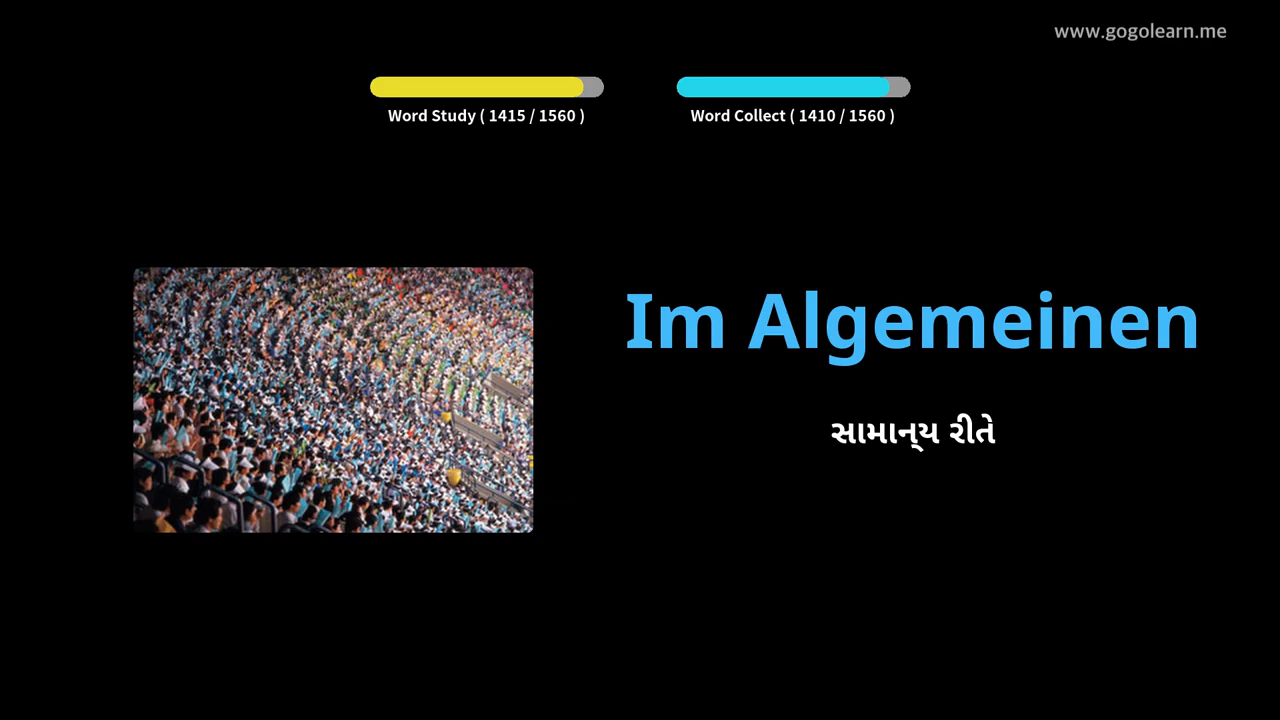 www.gogolearn.me
Word Study ( 1415 / 1560 )
Word Collect ( 1410 / 1560 )
Im Algemeinen
સામાન્ય રીતે